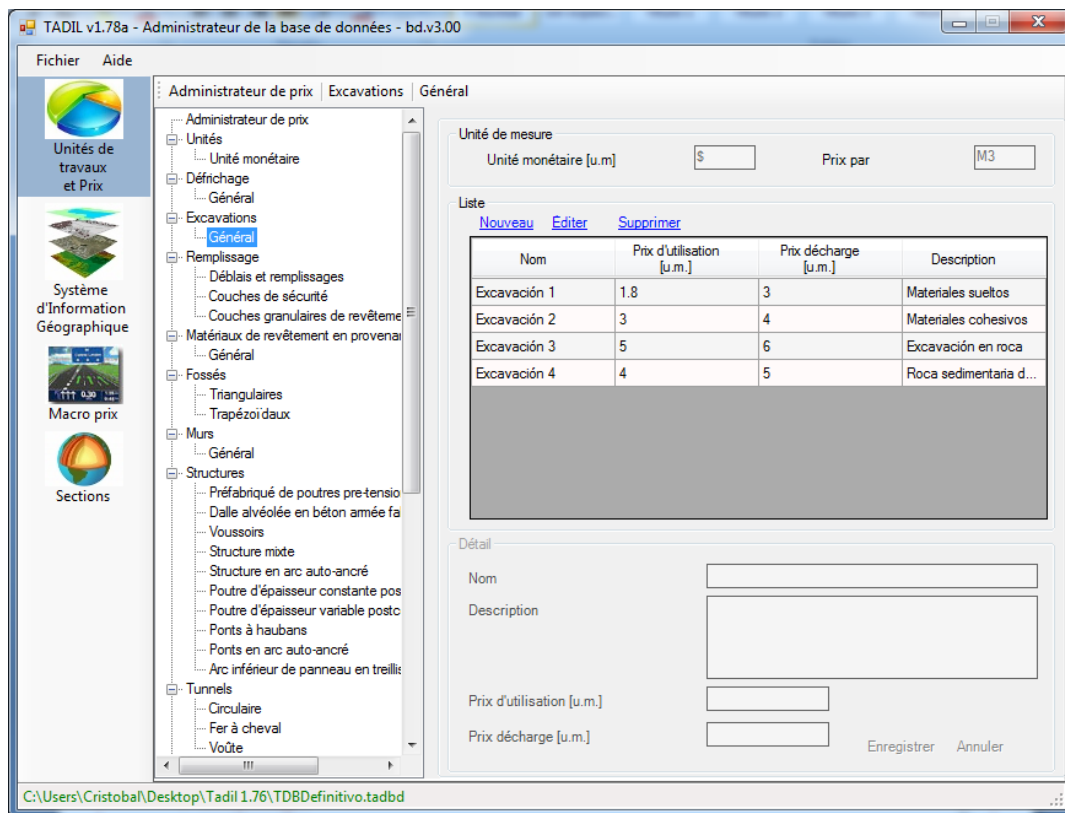 TADIL v1.78a - Administrateur de la base de données - bd.v3.00
Fichier Aide
Unités de
travaux
et Prix
Système
d'Information
Géographique
Macro prix
Sections
Administrateur de prix Excavations Général
Administrateur de prix
Unités
Unité monétaire
Défrichage
Général
Excavations
Général
Remplissage
Déblais et remplissages
Couches de sécurité
Couches granulaires de revêteme
Matériaux de revêtement en provenar
Général
Fossés
Triangulaires
Trapézoïdaux
Murs
Général
Structures
Préfabriqué de poutres pre-tensio
Dalle alvéolée en béton armée fa
Voussoirs
Structure mixte
Structure en arc auto-ancré
Poutre d'épaisseur constante pos
Poutre d'épaisseur variable postc
Ponts à haubans
Ponts en arc auto-ancré
Arc inférieur de panneau en treillis
Tunnels
Circulaire
Fer à cheval
Voûte
Unité de mesure
Unité monétaire [u.m] $ Prix par M3
Liste
Nouveau Éditer Supprimer
Nom Prix d'utilisation [u.m.] Prix décharge [u.m.] Description
Excavación 1 1.8 3 Materiales sueltos
Excavación 2 3 4 Materiales cohesivos
Excavación 3 5 6 Excavación en roca
Excavación 4 4 5 Roca sedimentaria d...
Détail
Nom
Description
Prix d'utilisation [u.m.]
Prix décharge [u.m.]
Enregistrer Annuler
C:\Users\Cristobal\Desktop\Tadil 1.76\TDBDefinitivo.tadbd